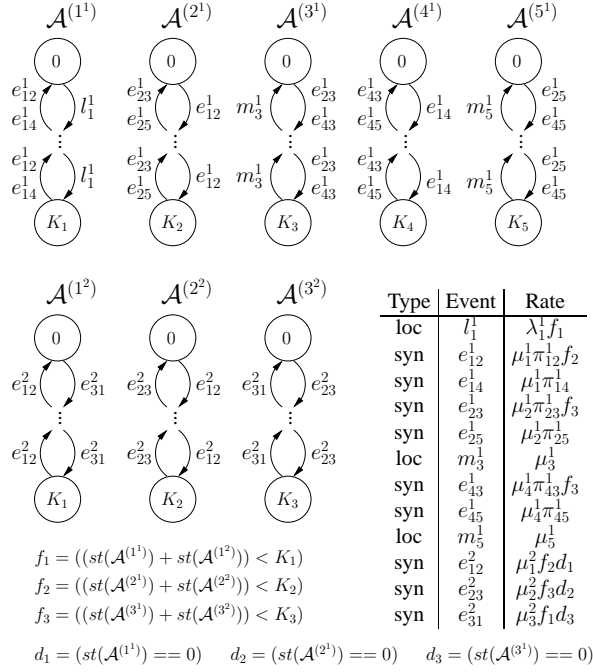 𝒜^(1^1) 𝒜^(2^1) 𝒜^(3^1) 𝒜^(4^1) 𝒜^(5^1)
0 0 0 0 0
e^1_12 e^1_23 e^1_23 e^1_43 e^1_25
e^1_14 l^1_1 e^1_25 e^1_12 m^1_3 e^1_43 e^1_45 e^1_14 m^1_5 e^1_45
⋮ ⋮ ⋮ ⋮ ⋮
e^1_12 e^1_23 e^1_23 e^1_43 e^1_25
e^1_14 l^1_1 e^1_25 e^1_12 m^1_3 e^1_43 e^1_45 e^1_14 m^1_5 e^1_45
K_1 K_2 K_3 K_4 K_5
𝒜^(1^2) 𝒜^(2^2) 𝒜^(3^2)
0 0 0
e^2_12 e^2_31 e^2_23 e^2_12 e^2_31 e^2_23
⋮ ⋮ ⋮
e^2_12 e^2_31 e^2_23 e^2_12 e^2_31 e^2_23
K_1 K_2 K_3
Type Event Rate
loc l^1_1 λ^1_1 f_1
syn e^1_12 μ^1_1 π^1_12 f_2
syn e^1_14 μ^1_1 π^1_14
syn e^1_23 μ^1_2 π^1_23 f_3
syn e^1_25 μ^1_2 π^1_25
loc m^1_3 μ^1_3
syn e^1_43 μ^1_4 π^1_43 f_3
syn e^1_45 μ^1_4 π^1_45
loc m^1_5 μ^1_5
syn e^2_12 μ^2_1 f_2 d_1
syn e^2_23 μ^2_2 f_3 d_2
syn e^2_31 μ^2_3 f_1 d_3
f_1 = ((st(𝒜^(1^1)) + st(𝒜^(1^2))) < K_1)
f_2 = ((st(𝒜^(2^1)) + st(𝒜^(2^2))) < K_2)
f_3 = ((st(𝒜^(3^1)) + st(𝒜^(3^2))) < K_3)
d_1 = (st(𝒜^(1^1)) == 0) d_2 = (st(𝒜^(2^1)) == 0) d_3 = (st(𝒜^(3^1)) == 0)